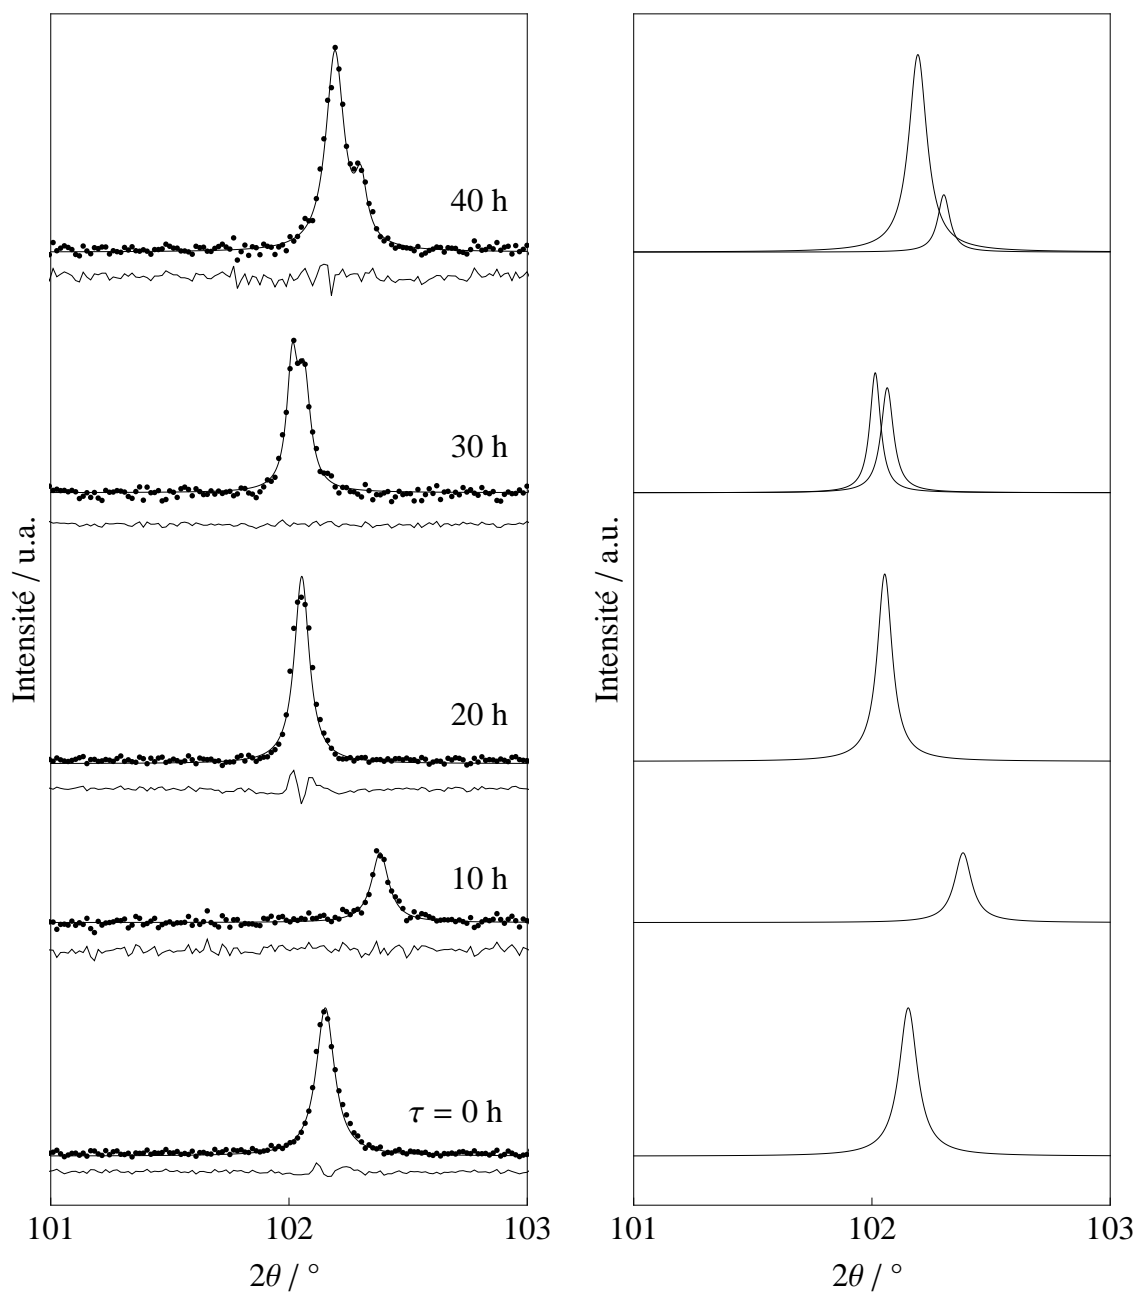 40 h
30 h
20 h
10 h
τ = 0 h
Intensité / u.a.
101
102
103
2θ / °
Intensité / a.u.
101
102
103
2θ / °